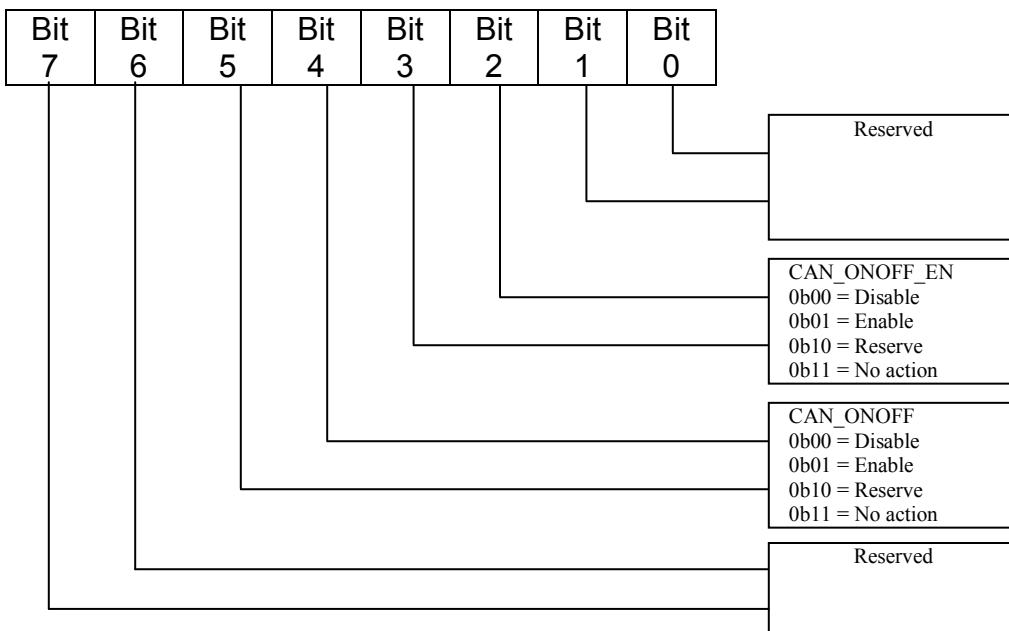 Bit 7 Bit 6 Bit 5 Bit 4 Bit 3 Bit 2 Bit 1 Bit 0
Reserved
CAN_ONOFF_EN
0b00 = Disable
0b01 = Enable
0b10 = Reserve
0b11 = No action
CAN_ONOFF
0b00 = Disable
0b01 = Enable
0b10 = Reserve
0b11 = No action
Reserved